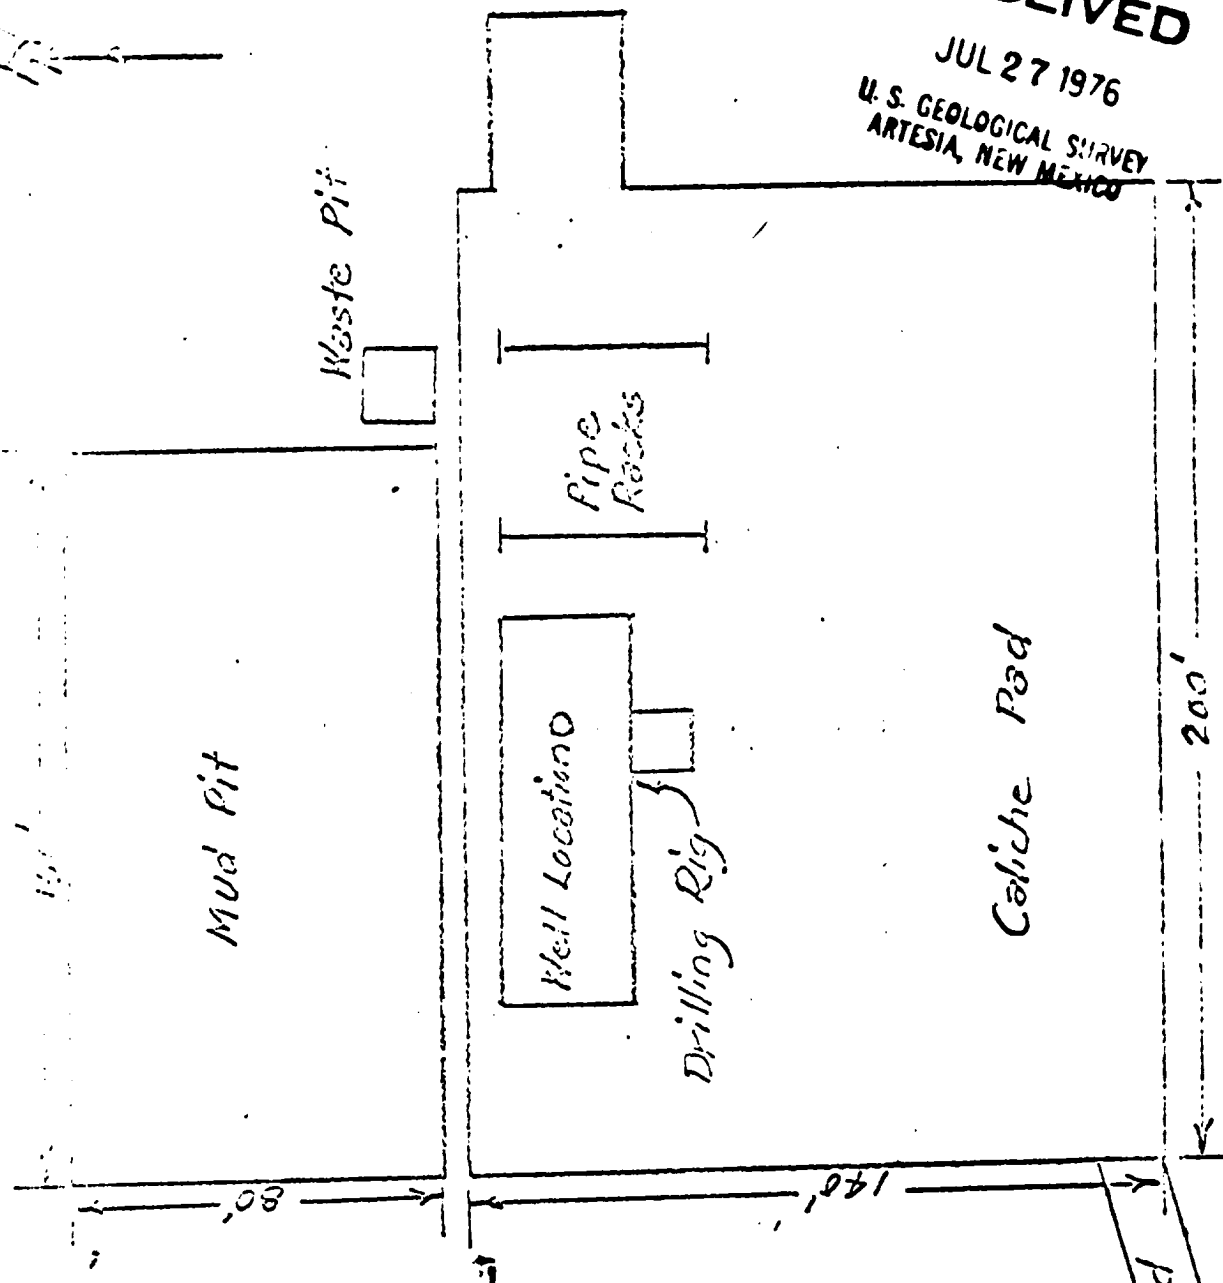 JUL 27 1976
U. S. GEOLOGICAL SURVEY
ARTESIA, NEW MEXICO
Waste Pit
Pipe
Racks
Mud Pit
Well Location
Drilling Rig
Caliche Pad
200'
80'
140'